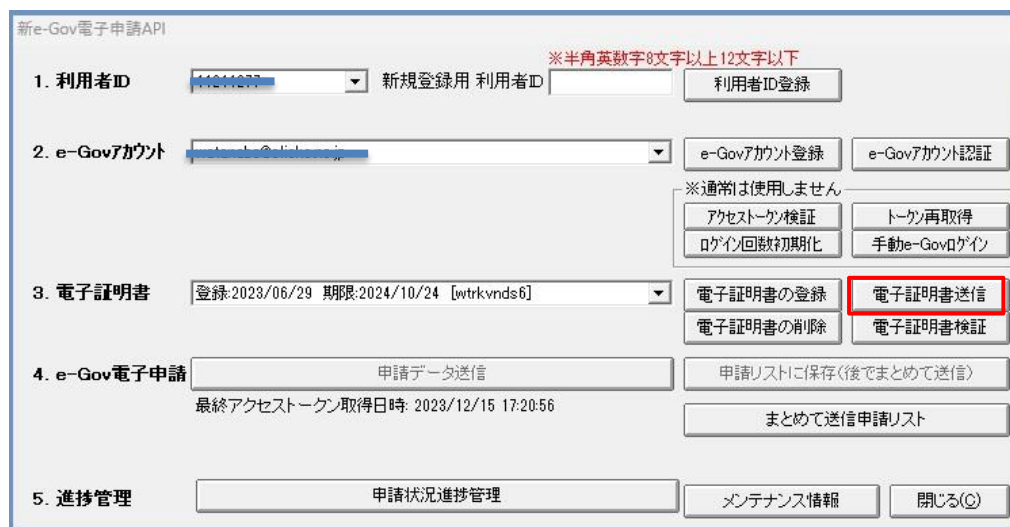 新e-Gov電子申請API
※半角英数字8文字以上12文字以下
1. 利用者ID 新規登録用 利用者ID 利用者ID登録
2. e-Govアカウント e-Govアカウント登録 e-Govアカウント認証
※通常は使用しません
アクセストークン検証 トークン再取得
ログイン回数初期化 手動e-Govログイン
3. 電子証明書 登録:2023/06/29 期限:2024/10/24 [wtrkvnds6] 電子証明書の登録 電子証明書送信
電子証明書の削除 電子証明書検証
4. e-Gov電子申請 申請データ送信 申請リストに保存(後でまとめて送信)
最終アクセストークン取得日時: 2023/12/15 17:20:56
まとめて送信申請リスト
5. 進捗管理 申請状況進捗管理 メンテナンス情報 閉じる(C)